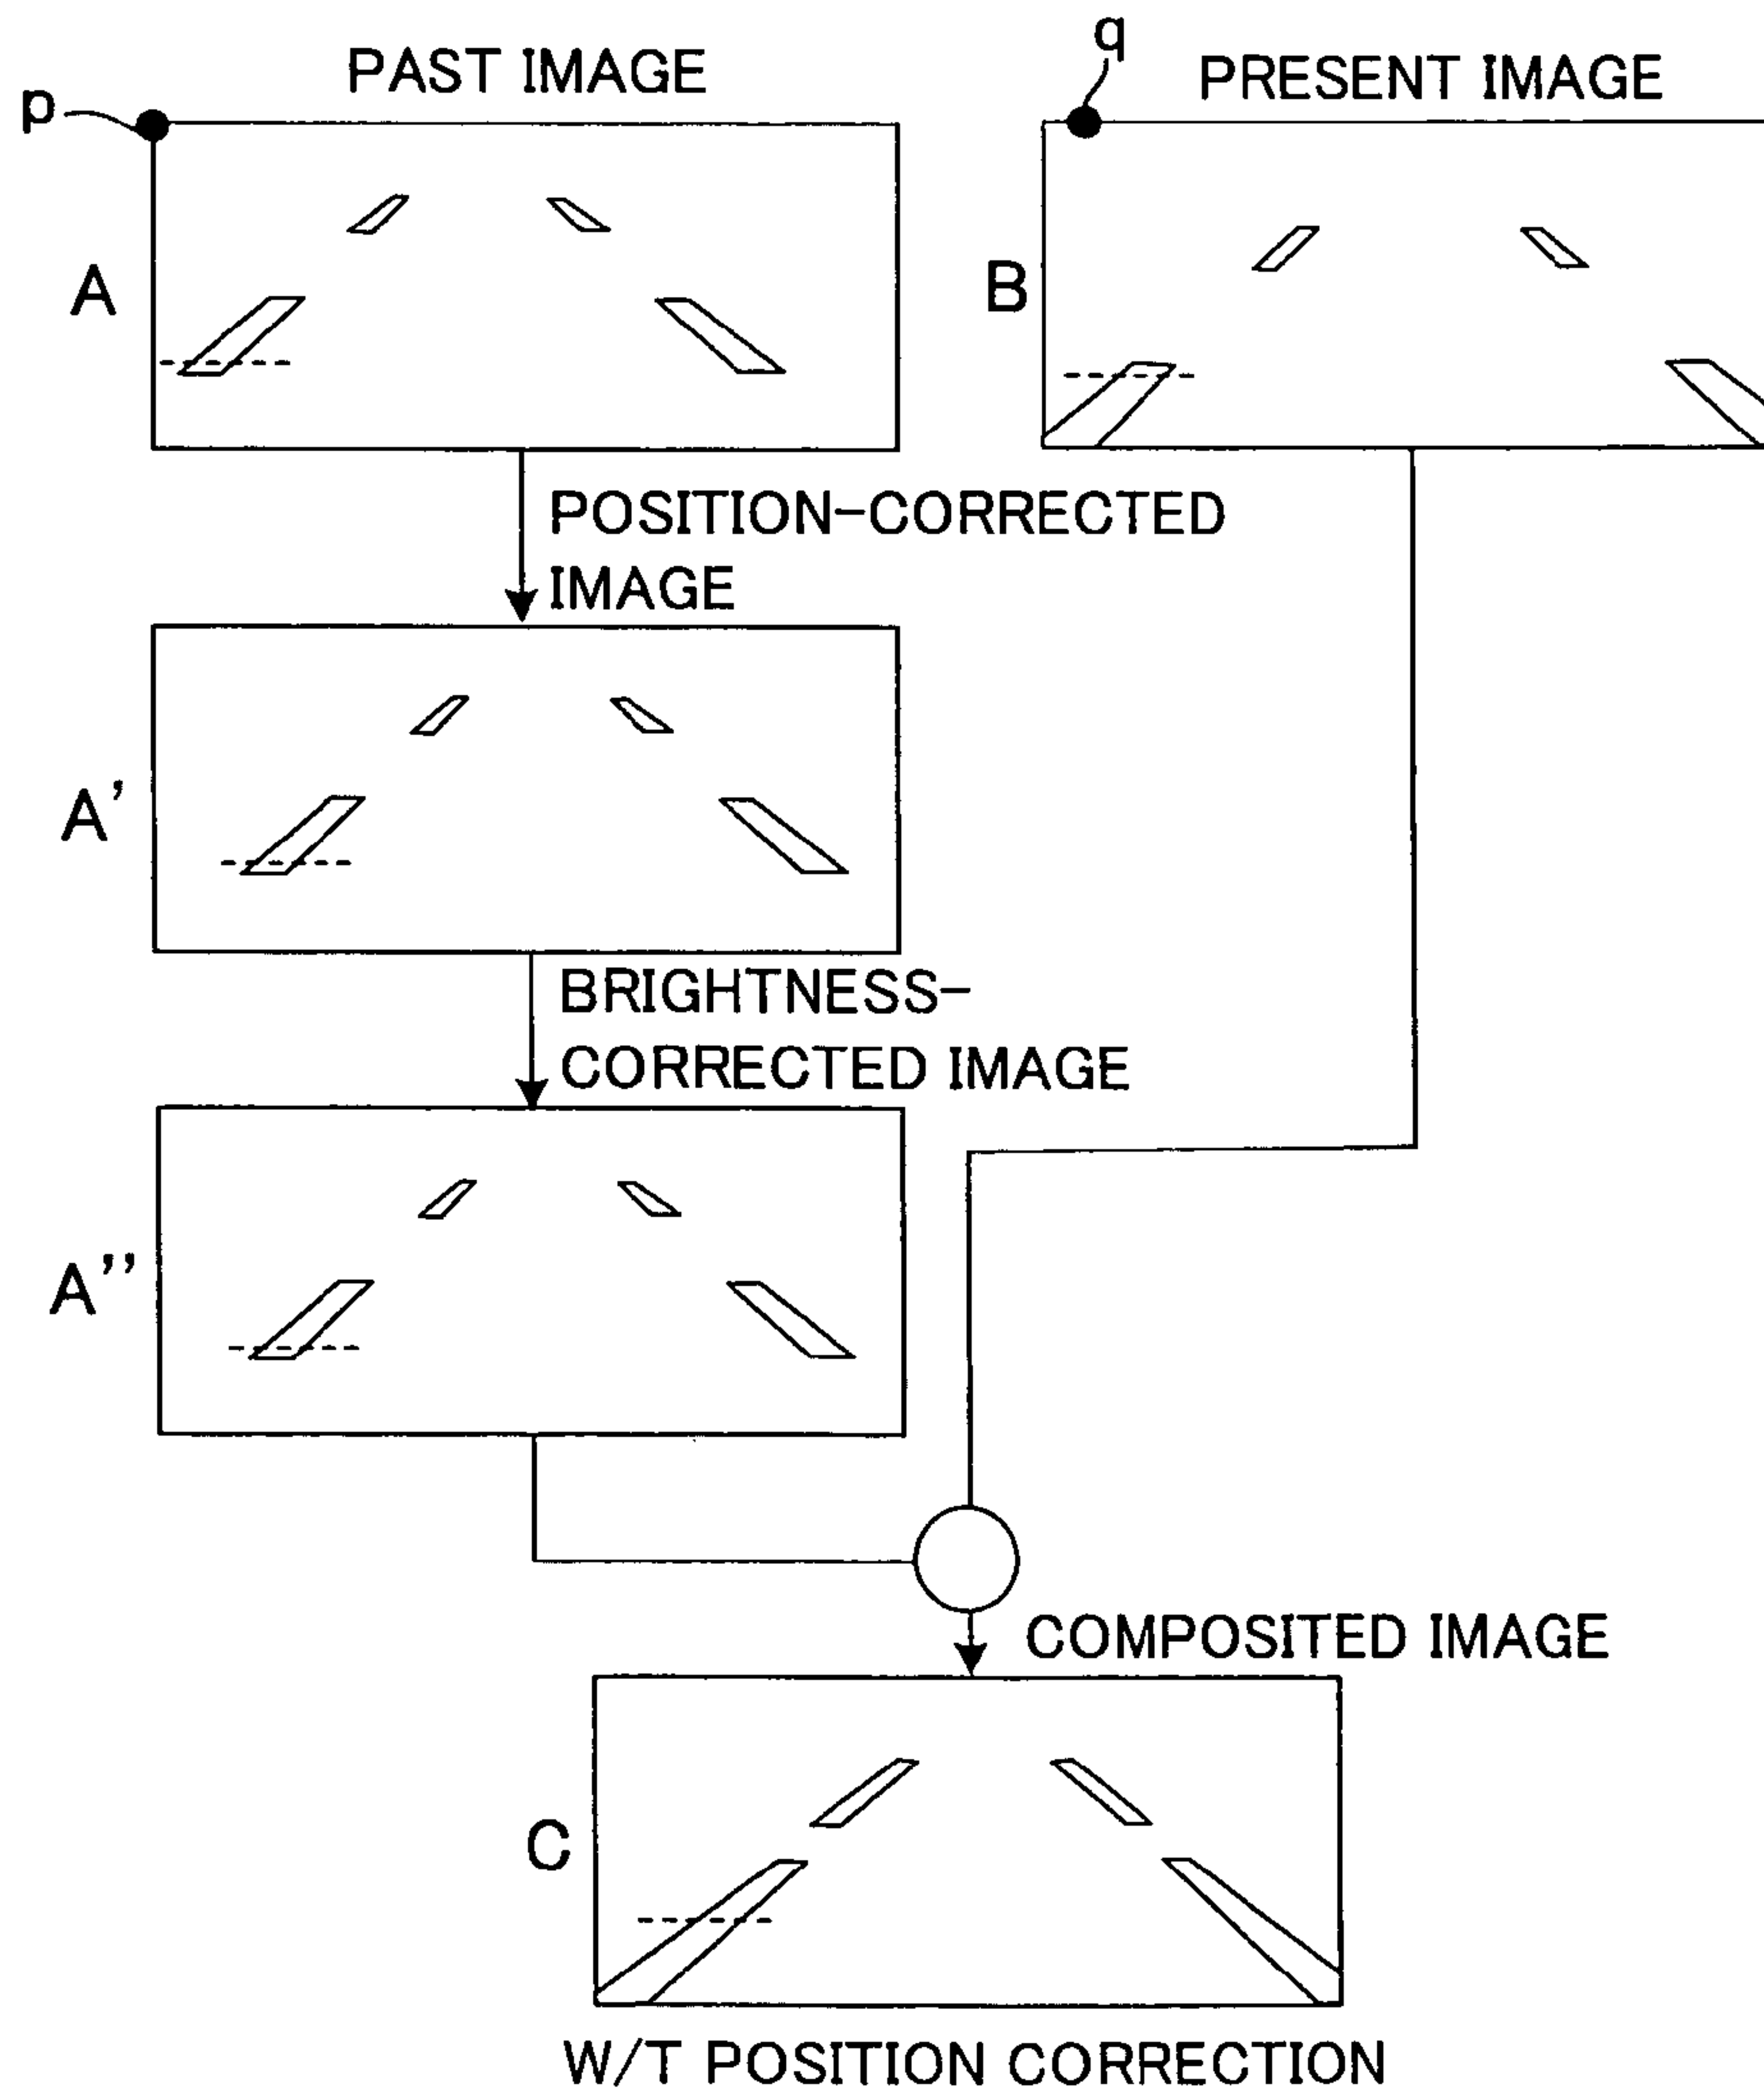 p
PAST IMAGE
q
PRESENT IMAGE
A
B
POSITION-CORRECTED
IMAGE
A'
BRIGHTNESS-
CORRECTED IMAGE
A''
COMPOSITED IMAGE
C
W/T POSITION CORRECTION